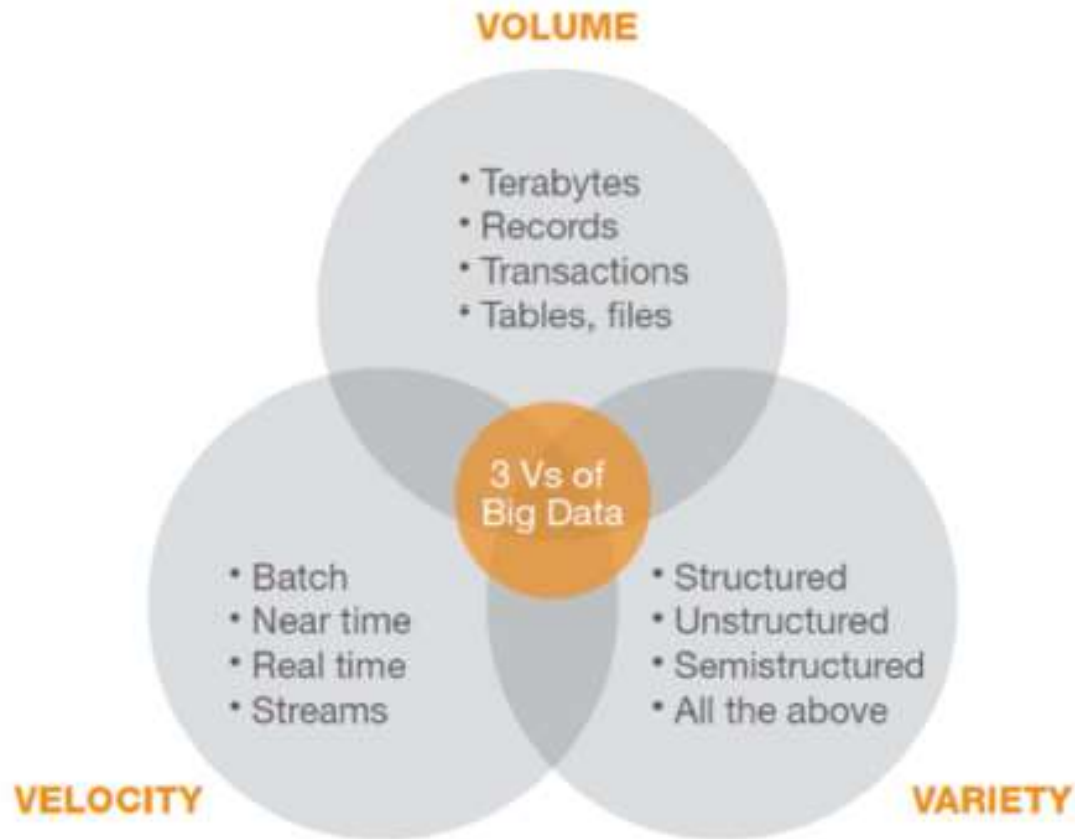 VOLUME
• Terabytes
• Records
• Transactions
• Tables, files
3 Vs of
Big Data
• Batch
• Near time
• Real time
• Streams
• Structured
• Unstructured
• Semistructured
• All the above
VELOCITY
VARIETY